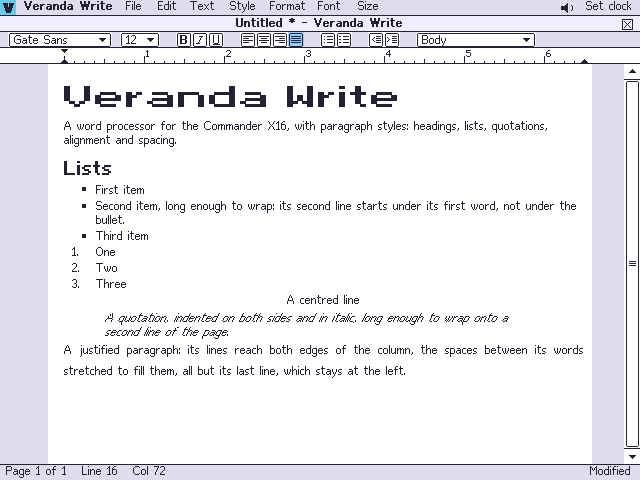 Veranda Write File Edit Text Style Format Font Size Set clock
Untitled * - Veranda Write
Gate Sans 12 B I U Body
1 2 3 4 5 6
Veranda Write
A word processor for the Commander X16, with paragraph styles: headings, lists, quotations,
alignment and spacing.
Lists
▪ First item
▪ Second item, long enough to wrap: its second line starts under its first word, not under the
bullet.
▪ Third item
1. One
2. Two
3. Three
A centred line
A quotation, indented on both sides and in italic, long enough to wrap onto a
second line of the page.
A justified paragraph: its lines reach both edges of the column, the spaces between its words
stretched to fill them, all but its last line, which stays at the left.
Page 1 of 1 Line 16 Col 72 Modified